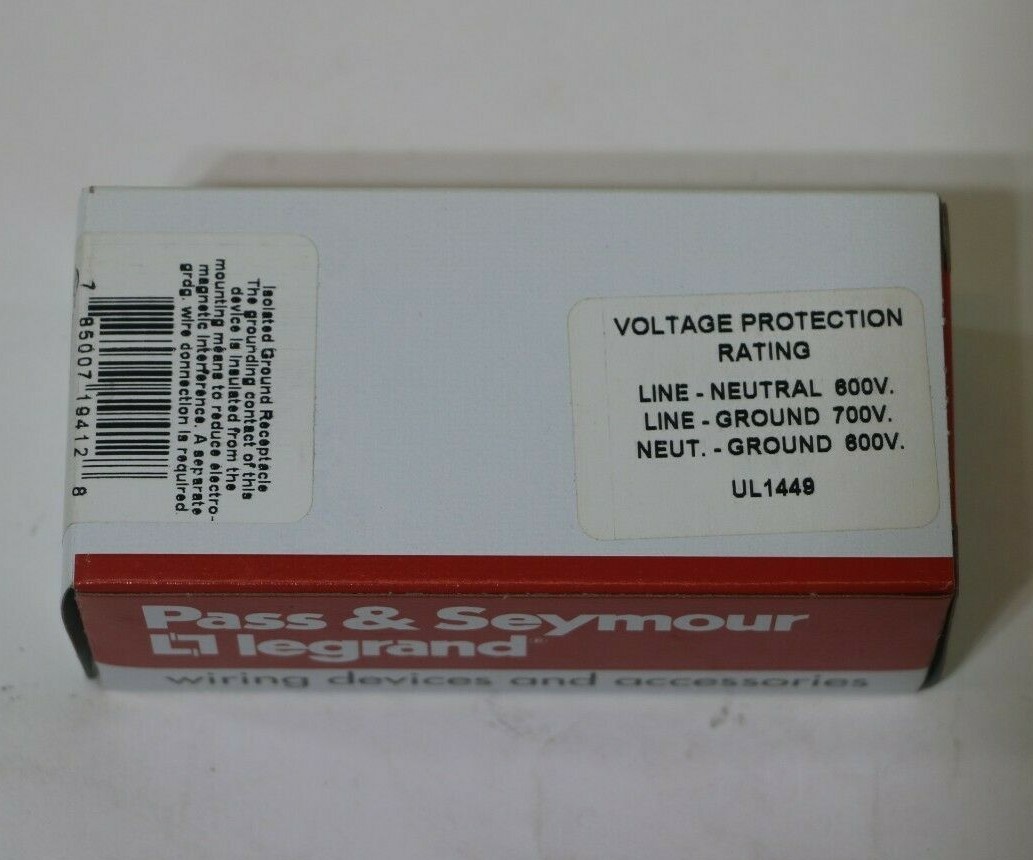 Isolated Ground Receptacle
The grounding contact of this
device is insulated from the
mounting means to reduce electro-
magnetic interference. A separate
grdg. wire connection is required.
7 85007 19412 8
VOLTAGE PROTECTION
RATING
LINE - NEUTRAL 600V.
LINE - GROUND 700V.
NEUT. - GROUND 600V.
UL1449
Pass & Seymour
legrand®
wiring devices and accessories